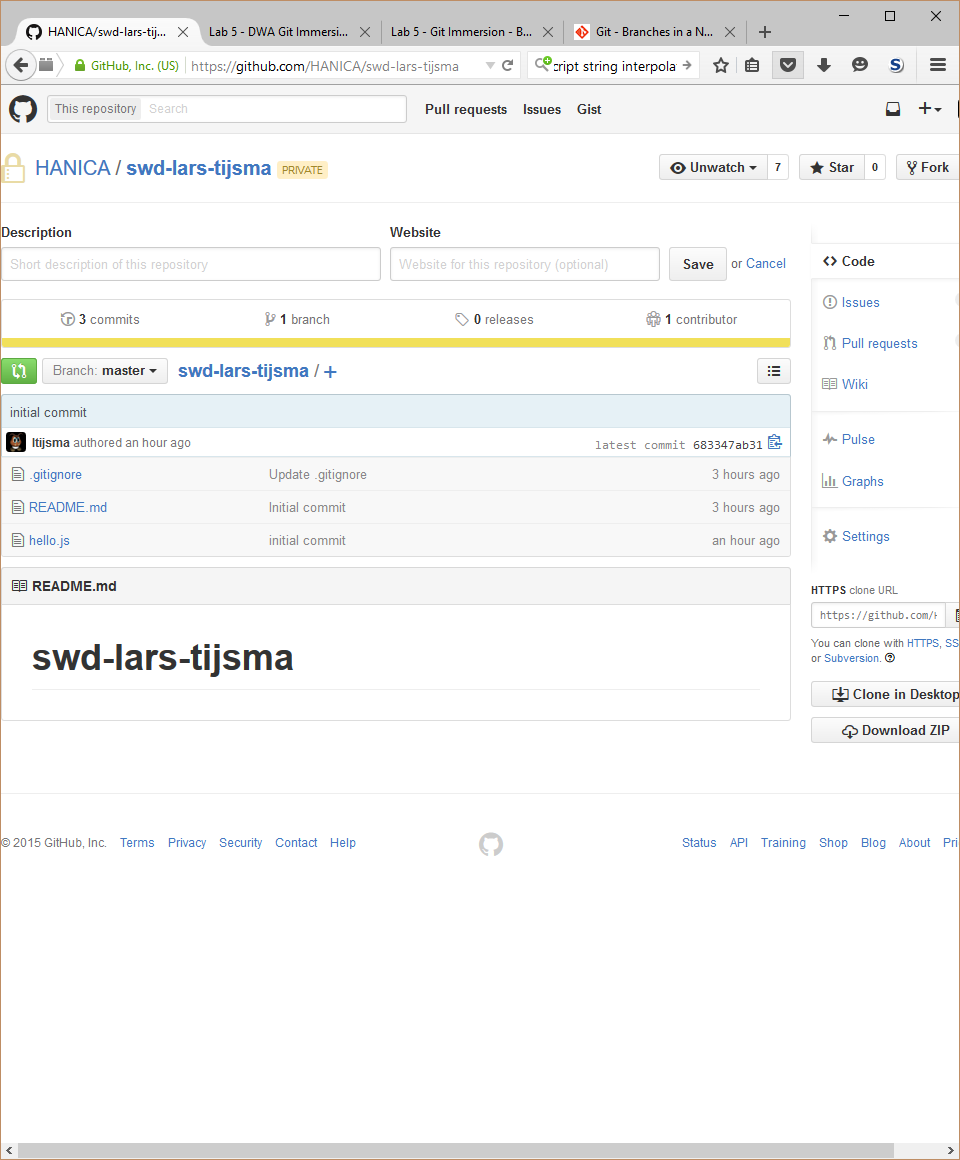 HANICA/swd-lars-tij...
Lab 5 - DWA Git Immersi...
Lab 5 - Git Immersion - B...
Git - Branches in a N...
GitHub, Inc. (US)
https://github.com/HANICA/swd-lars-tijsma
cript string interpola
This repository
Search
Pull requests
Issues
Gist
HANICA / swd-lars-tijsma PRIVATE
Unwatch 7
Star 0
Fork
Description
Website
Short description of this repository
Website for this repository (optional)
Save
or Cancel
3 commits
1 branch
0 releases
1 contributor
Branch: master
swd-lars-tijsma / +
initial commit
ltijsma authored an hour ago
latest commit 683347ab31
.gitignore Update .gitignore 3 hours ago
README.md Initial commit 3 hours ago
hello.js initial commit an hour ago
README.md
swd-lars-tijsma
Code
Issues
Pull requests
Wiki
Pulse
Graphs
Settings
HTTPS clone URL
https://github.com/
You can clone with HTTPS, SS
or Subversion.
Clone in Desktop
Download ZIP
© 2015 GitHub, Inc. Terms Privacy Security Contact Help
Status API Training Shop Blog About Pri